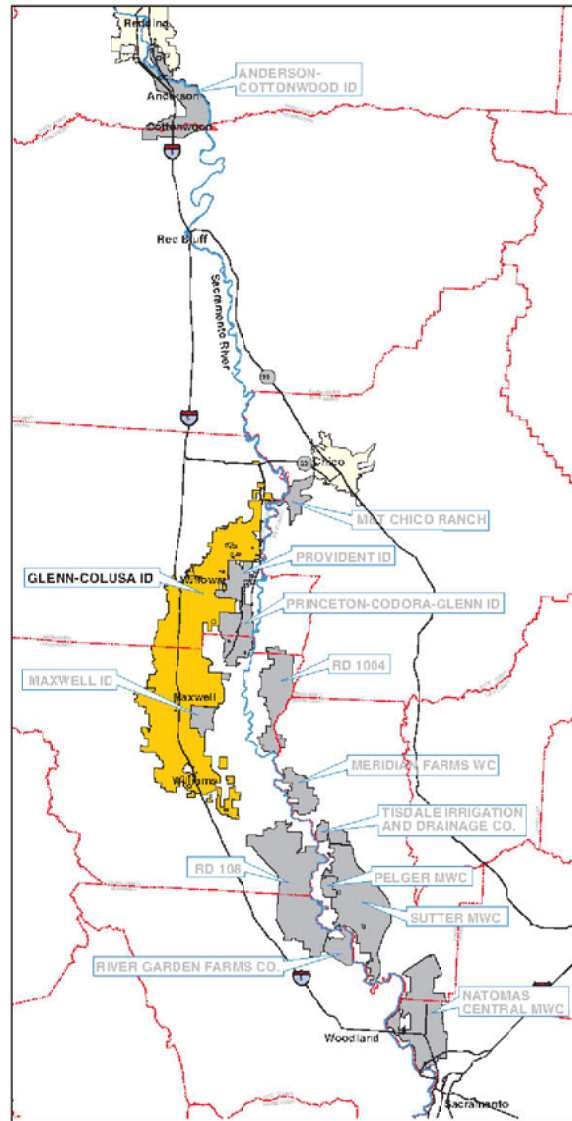 Redding
ANDERSON-
COTTONWOOD ID
Anderson
Cottonwood
5
Red Bluff
Sacramento River
99
Chico
M&T CHICO RANCH
PROVIDENT ID
GLENN-COLUSA ID
Willows
PRINCETON-CODORA-GLENN ID
RD 1004
MAXWELL ID
Maxwell
MERIDIAN FARMS WC
Williams
TISDALE IRRIGATION
AND DRAINAGE CO.
RD 108
PELGER MWC
SUTTER MWC
RIVER GARDEN FARMS CO.
NATOMAS
CENTRAL MWC
Woodland
Sacramento